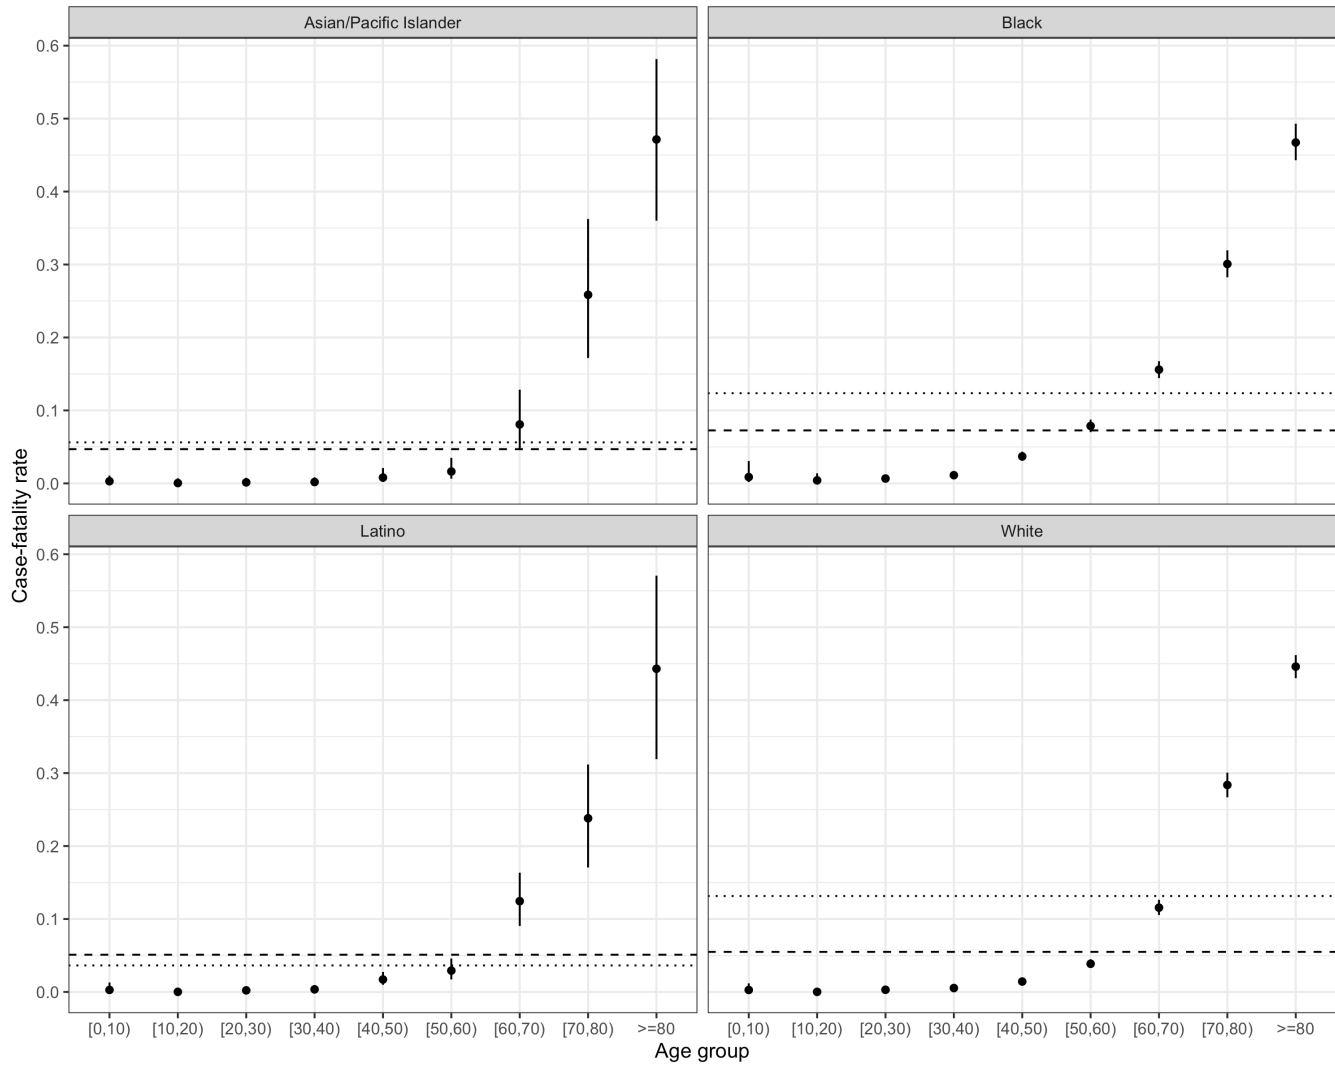 Asian/Pacific Islander
Black
0.6
0.5
0.4
0.3
0.2
0.1
0.0
Latino
White
0.6
0.5
0.4
0.3
0.2
0.1
0.0
Case-fatality rate
[0,10) [10,20) [20,30) [30,40) [40,50) [50,60) [60,70) [70,80) >=80
[0,10) [10,20) [20,30) [30,40) [40,50) [50,60) [60,70) [70,80) >=80
Age group